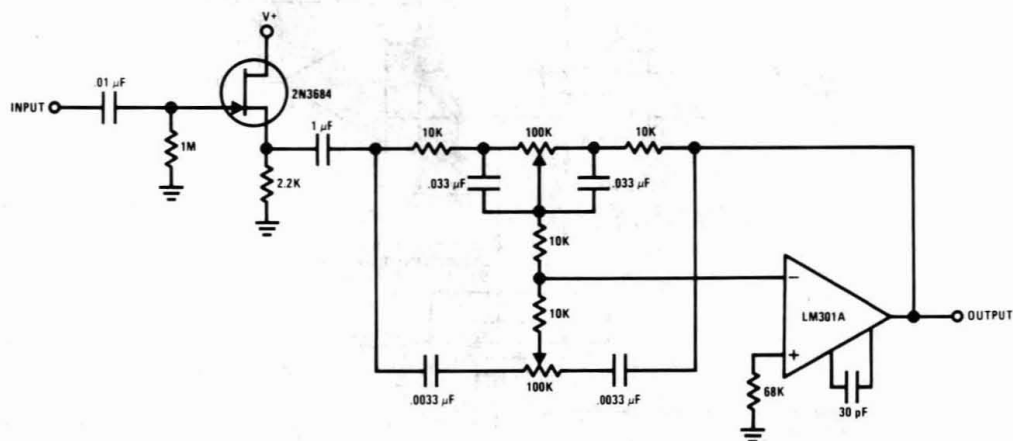 V+
.01 μF
2N3684
INPUT
1 μF
10K
100K
10K
1M
.033 μF
.033 μF
2.2K
10K
−
10K
LM301A
OUTPUT
+
100K
.0033 μF
.0033 μF
68K
30 pF